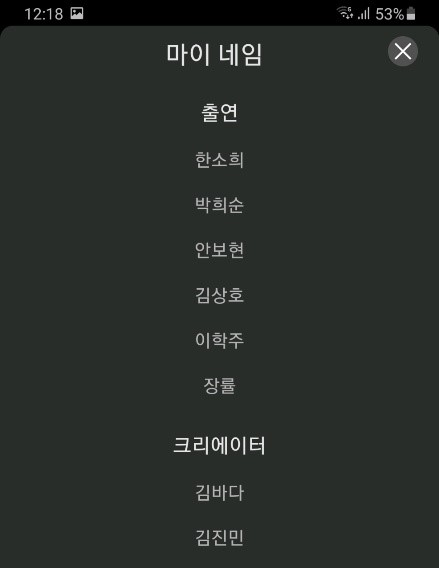 12:18 53%
마이 네임
출연
한소희
박희순
안보현
김상호
이학주
장률
크리에이터
김바다
김진민